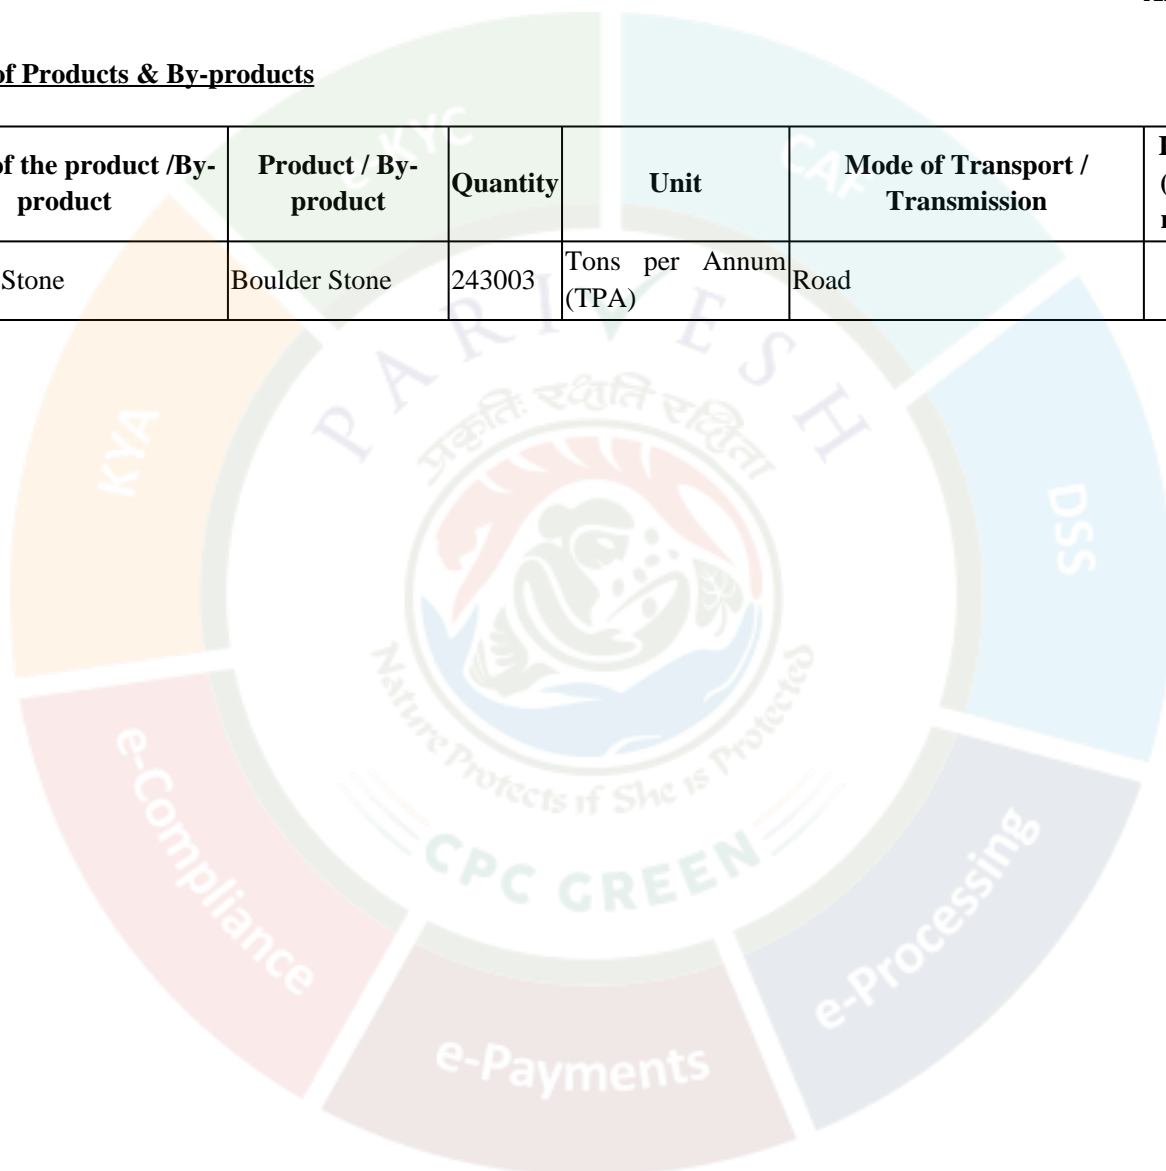 of Products & By-products
of the product /By-product
Product / By-product
Quantity
Unit
Mode of Transport / Transmission
Stone
Boulder Stone
243003
Tons per Annum (TPA)
Road
KYC
CAF
KYA
DSS
PARIVESH
प्रकृतिः रक्षति रक्षिता
Nature Protects if She is Protected
CPC GREEN
e-Compliance
e-Processing
e-Payments